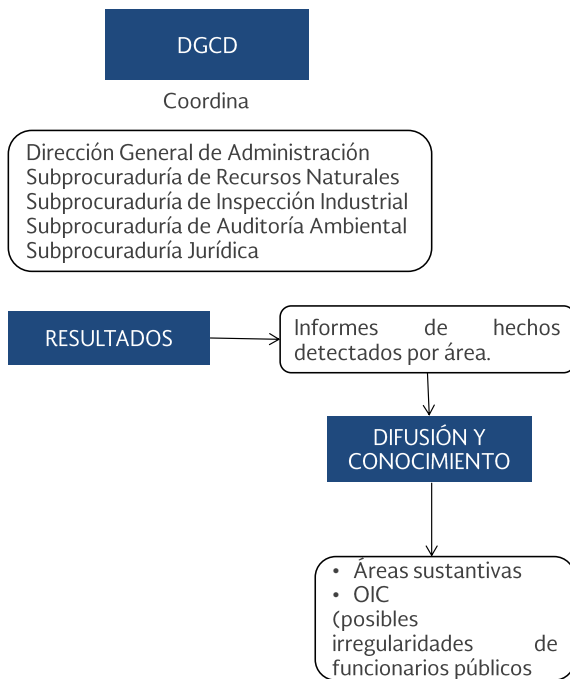 DGCD
Coordina
Dirección General de Administración
Subprocuraduría de Recursos Naturales
Subprocuraduría de Inspección Industrial
Subprocuraduría de Auditoría Ambiental
Subprocuraduría Jurídica
RESULTADOS
Informes de hechos
detectados por área.
DIFUSIÓN Y
CONOCIMIENTO
• Áreas sustantivas
• OIC
(posibles
irregularidades de
funcionarios públicos